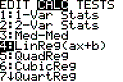 EDIT CALC TESTS
1:1-Var Stats
2:2-Var Stats
3:Med-Med
4:LinReg(ax+b)
5:QuadReg
6:CubicReg
7↓QuartReg